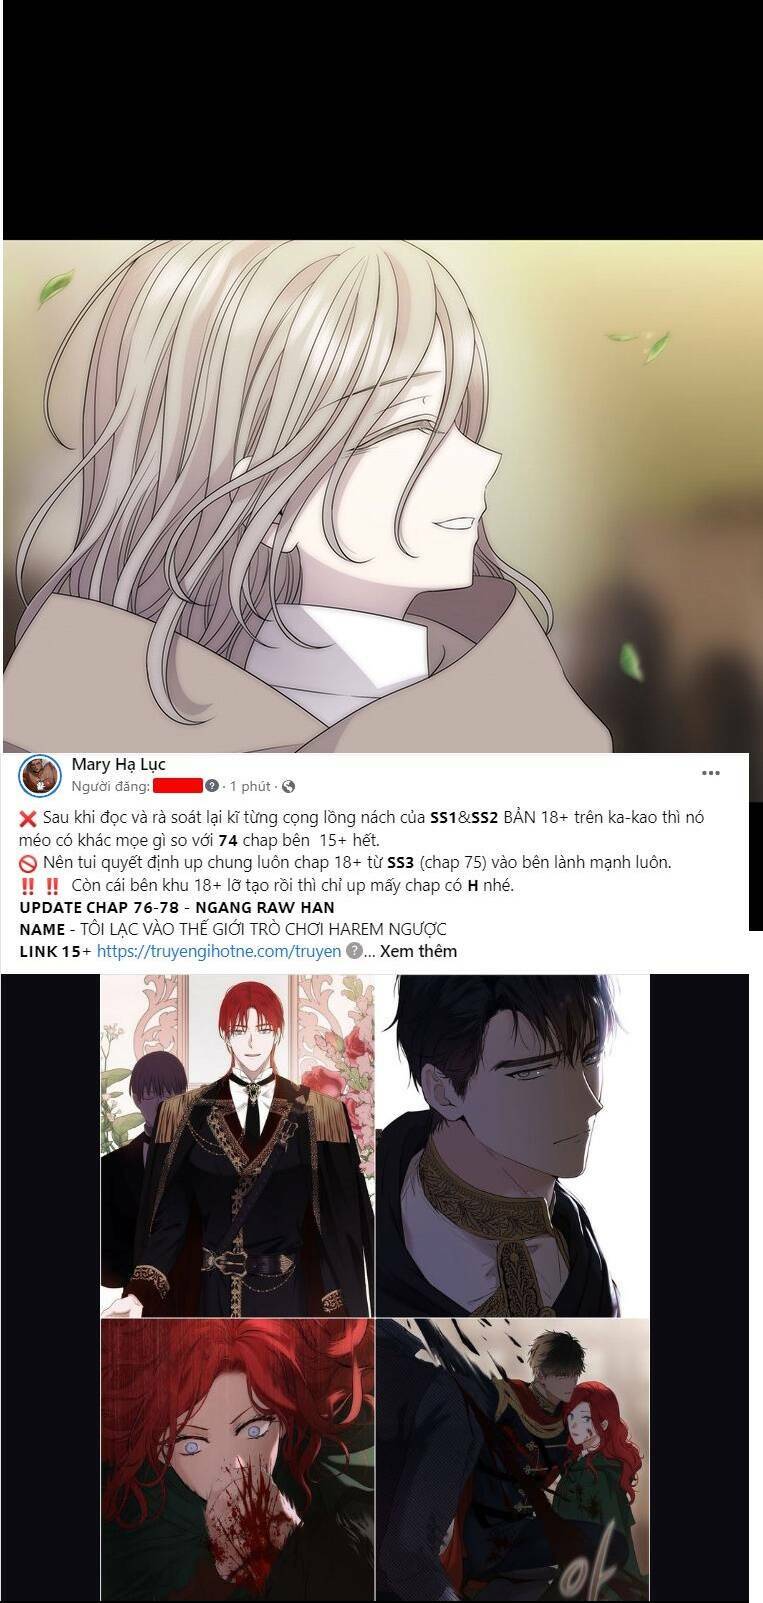 Mary Hạ Lục
Người đăng: · 1 phút ·
Sau khi đọc và rà soát lại kĩ từng cọng lồng nách của SS1&SS2 BẢN 18+ trên ka-kao thì nó
méo có khác mọe gì so với 74 chap bên 15+ hết.
Nên tui quyết định up chung luôn chap 18+ từ SS3 (chap 75) vào bên lành mạnh luôn.
‼ ‼ Còn cái bên khu 18+ lỡ tạo rồi thì chỉ up mấy chap có H nhé.
UPDATE CHAP 76-78 - NGANG RAW HAN
NAME - TÔI LẠC VÀO THẾ GIỚI TRÒ CHƠI HAREM NGƯỢC
LINK 15+ https://truyengihotne.com/truyen ?... Xem thêm
아